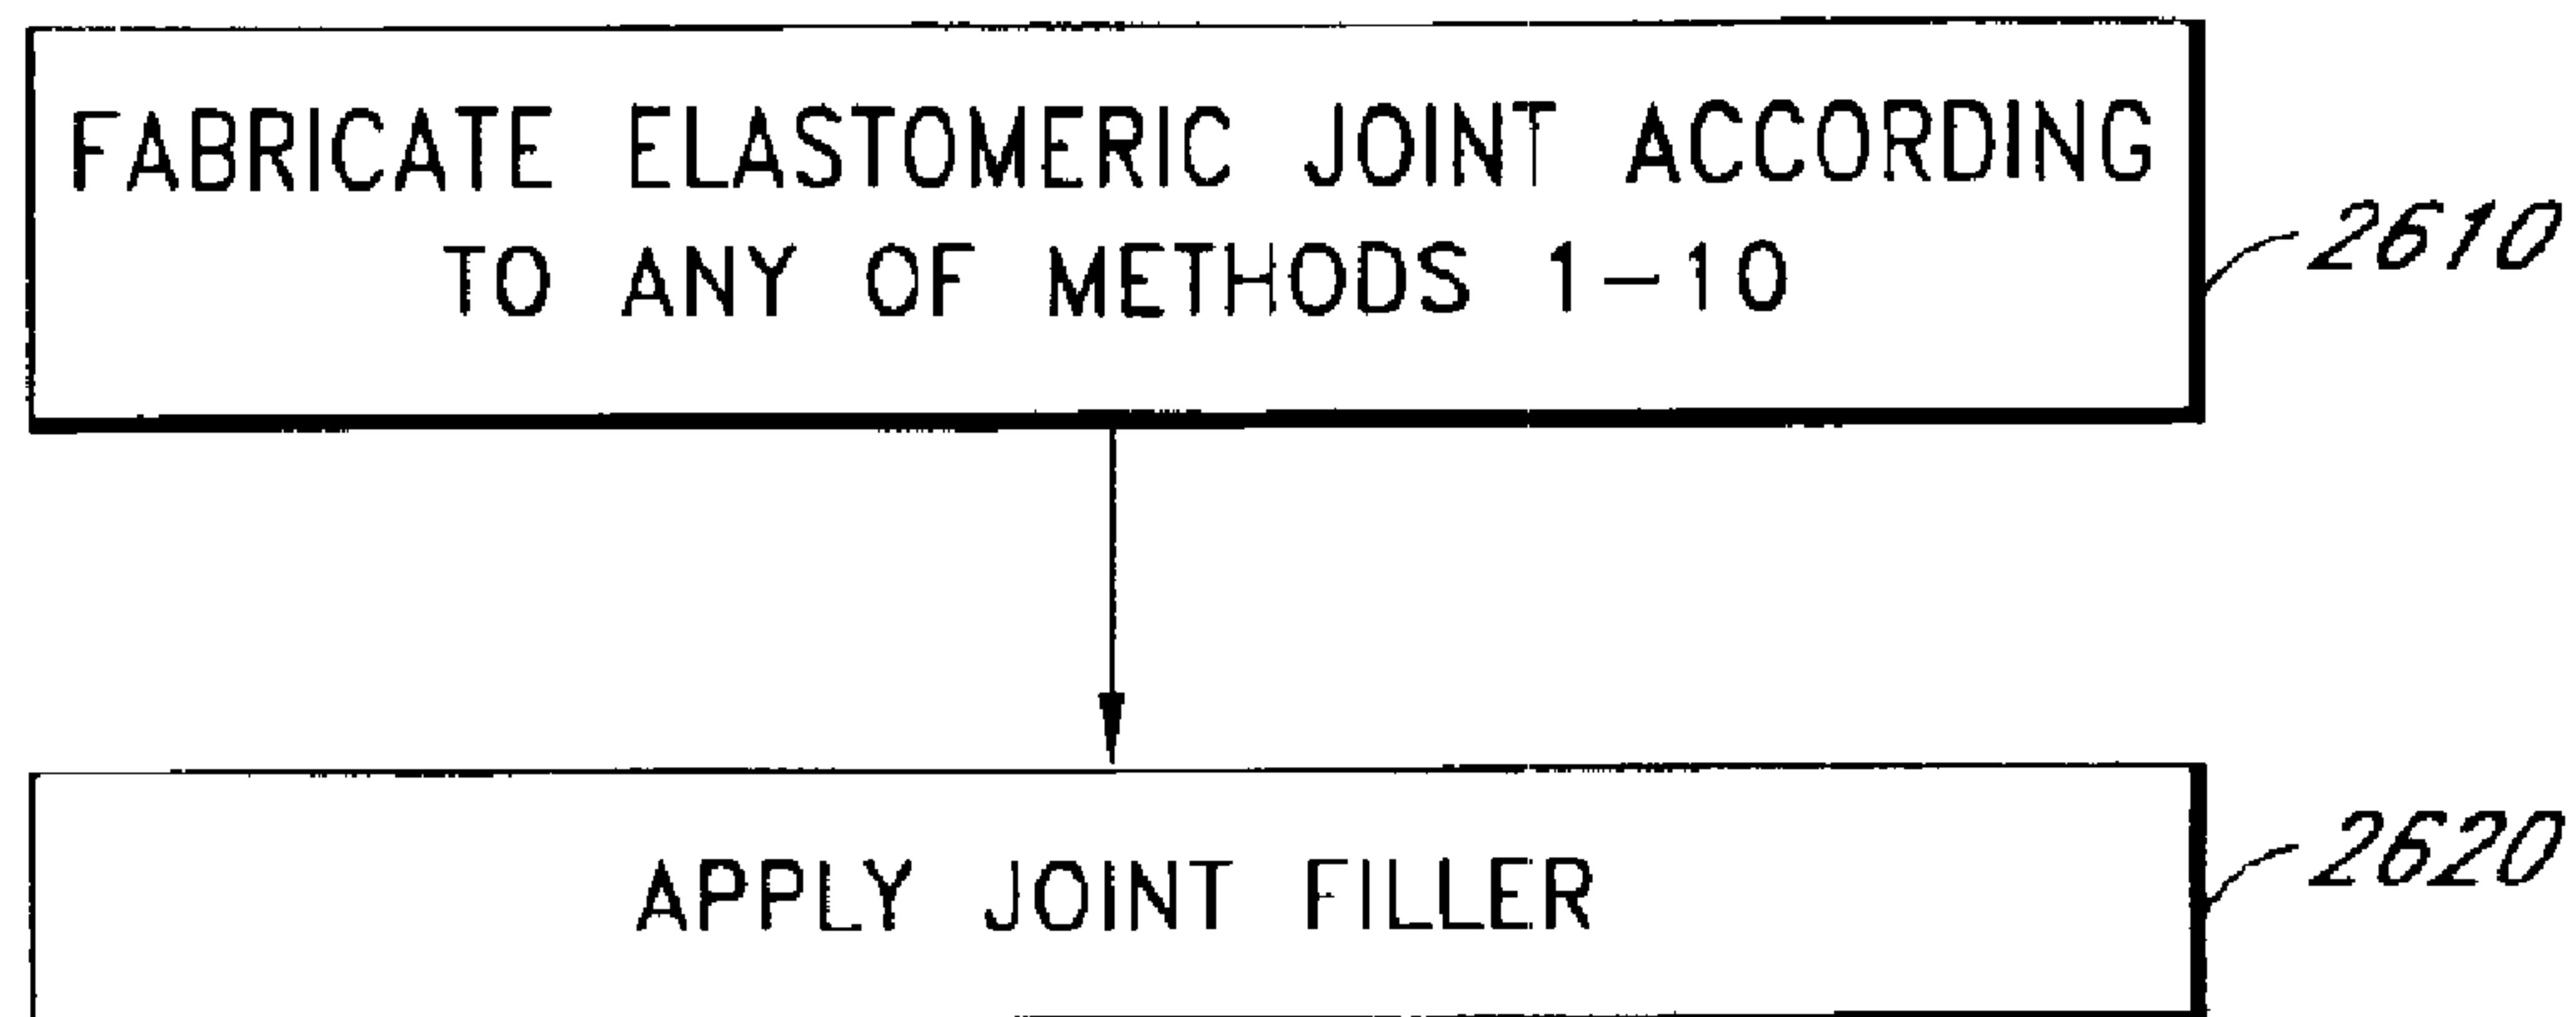 FABRICATE ELASTOMERIC JOINT ACCORDING
TO ANY OF METHODS 1-10
2610
APPLY JOINT FILLER
2620